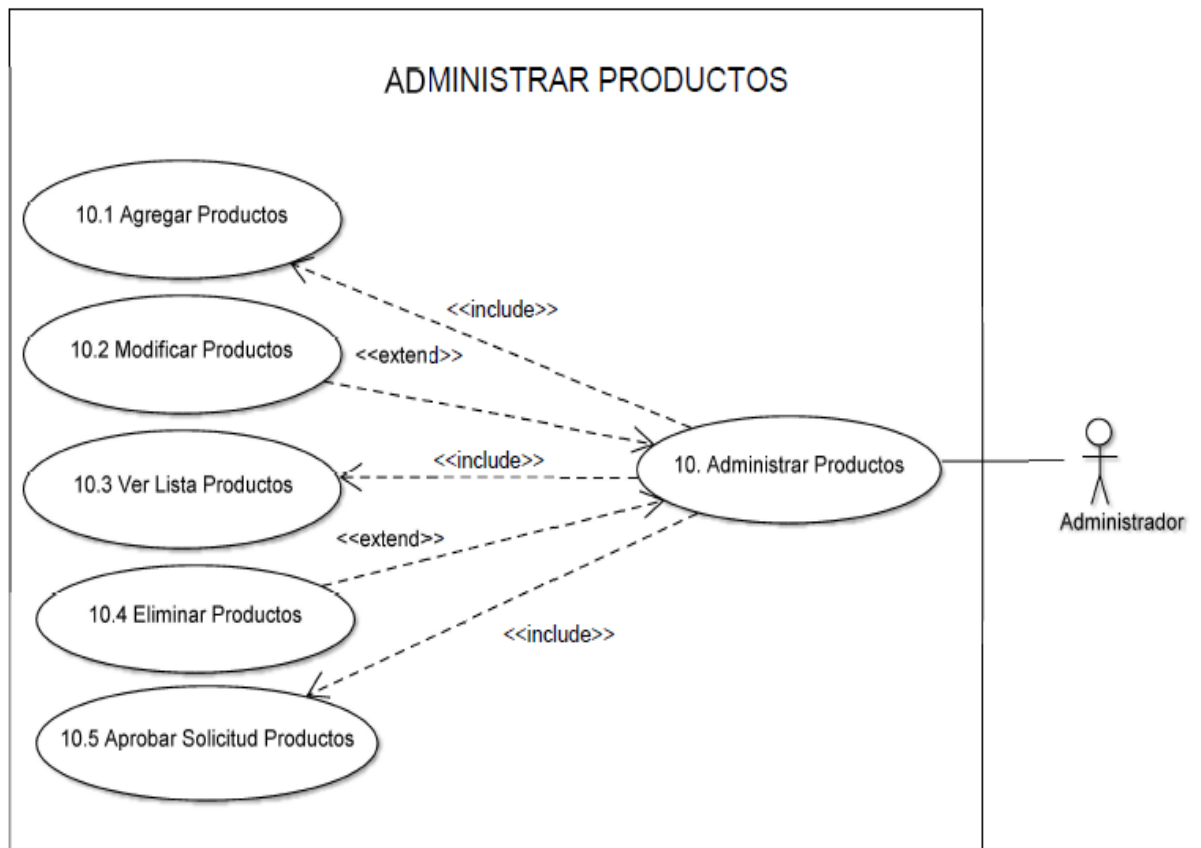 ADMINISTRAR PRODUCTOS
10.1 Agregar Productos
<<include>>
10.2 Modificar Productos
<<extend>>
10.3 Ver Lista Productos
<<include>>
10. Administrar Productos
Administrador
<<extend>>
10.4 Eliminar Productos
<<include>>
10.5 Aprobar Solicitud Productos